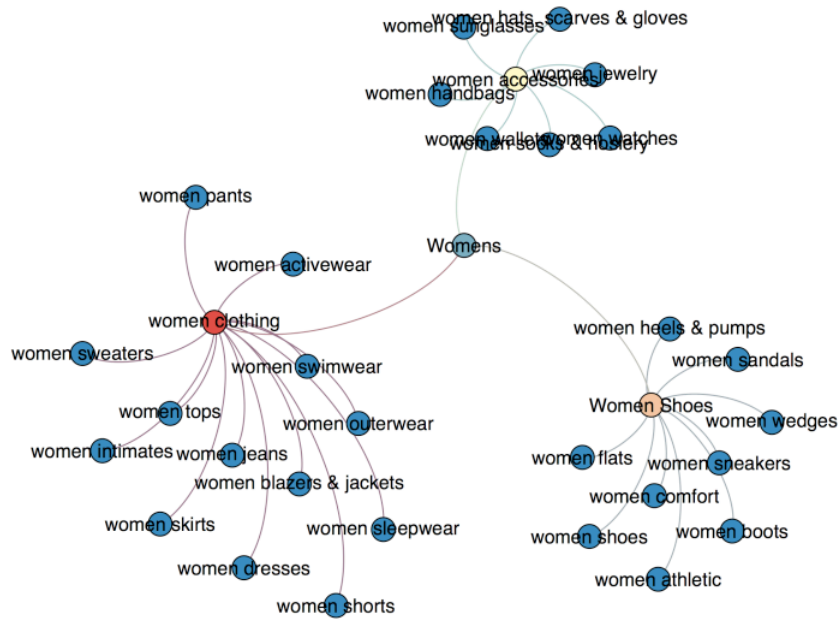 women hats, scarves & gloves
women sunglasses
women jewelry
women accessories
women handbags
women wallets
women watches
women socks & hosiery
women pants
Womens
women activewear
women clothing
women heels & pumps
women sweaters
women sandals
women swimwear
Women Shoes
women tops
women outerwear
women wedges
women intimates
women jeans
women flats
women sneakers
women blazers & jackets
women comfort
women skirts
women sleepwear
women shoes
women boots
women dresses
women athletic
women shorts